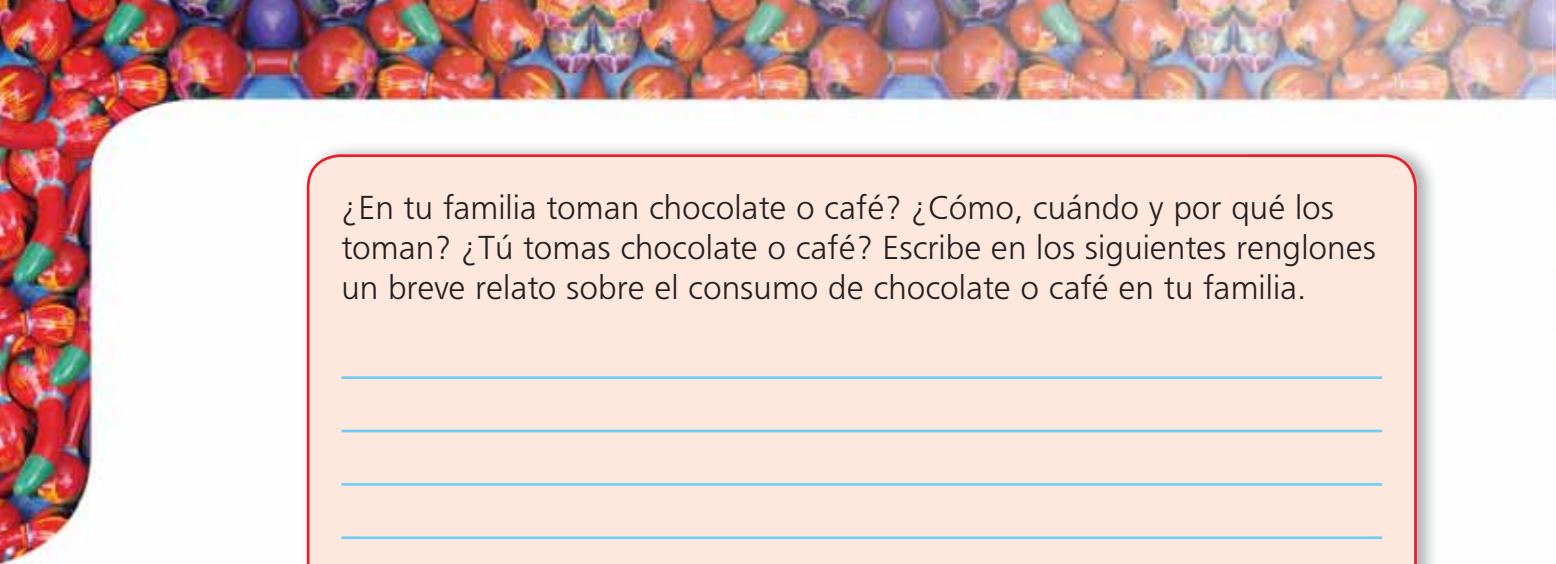 ¿En tu familia toman chocolate o café? ¿Cómo, cuándo y por qué los
toman? ¿Tú tomas chocolate o café? Escribe en los siguientes renglones
un breve relato sobre el consumo de chocolate o café en tu familia.